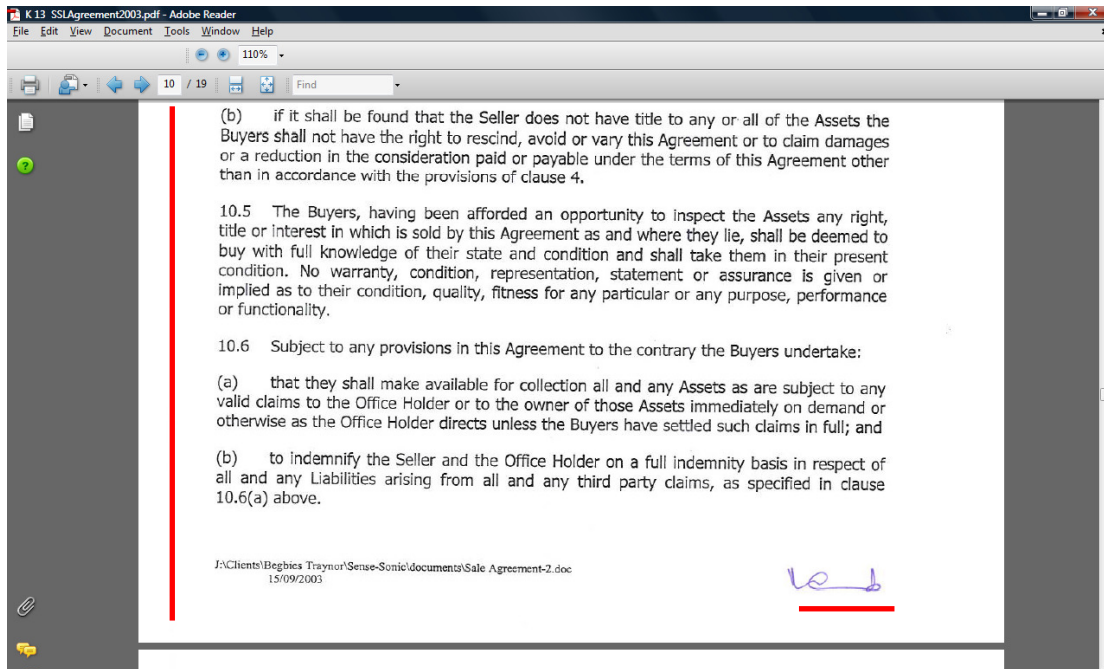 K 13 SSLAgreement2003.pdf - Adobe Reader
File Edit View Document Tools Window Help
110%
10 / 19 Find
(b) if it shall be found that the Seller does not have title to any or all of the Assets the
Buyers shall not have the right to rescind, avoid or vary this Agreement or to claim damages
or a reduction in the consideration paid or payable under the terms of this Agreement other
than in accordance with the provisions of clause 4.
10.5 The Buyers, having been afforded an opportunity to inspect the Assets any right,
title or interest in which is sold by this Agreement as and where they lie, shall be deemed to
buy with full knowledge of their state and condition and shall take them in their present
condition. No warranty, condition, representation, statement or assurance is given or
implied as to their condition, quality, fitness for any particular or any purpose, performance
or functionality.
10.6 Subject to any provisions in this Agreement to the contrary the Buyers undertake:
(a) that they shall make available for collection all and any Assets as are subject to any
valid claims to the Office Holder or to the owner of those Assets immediately on demand or
otherwise as the Office Holder directs unless the Buyers have settled such claims in full; and
(b) to indemnify the Seller and the Office Holder on a full indemnity basis in respect of
all and any Liabilities arising from all and any third party claims, as specified in clause
10.6(a) above.
J:\Clients\Begbies Traynor\Sense-Sonic\documents\Sale Agreement-2.doc
15/09/2003